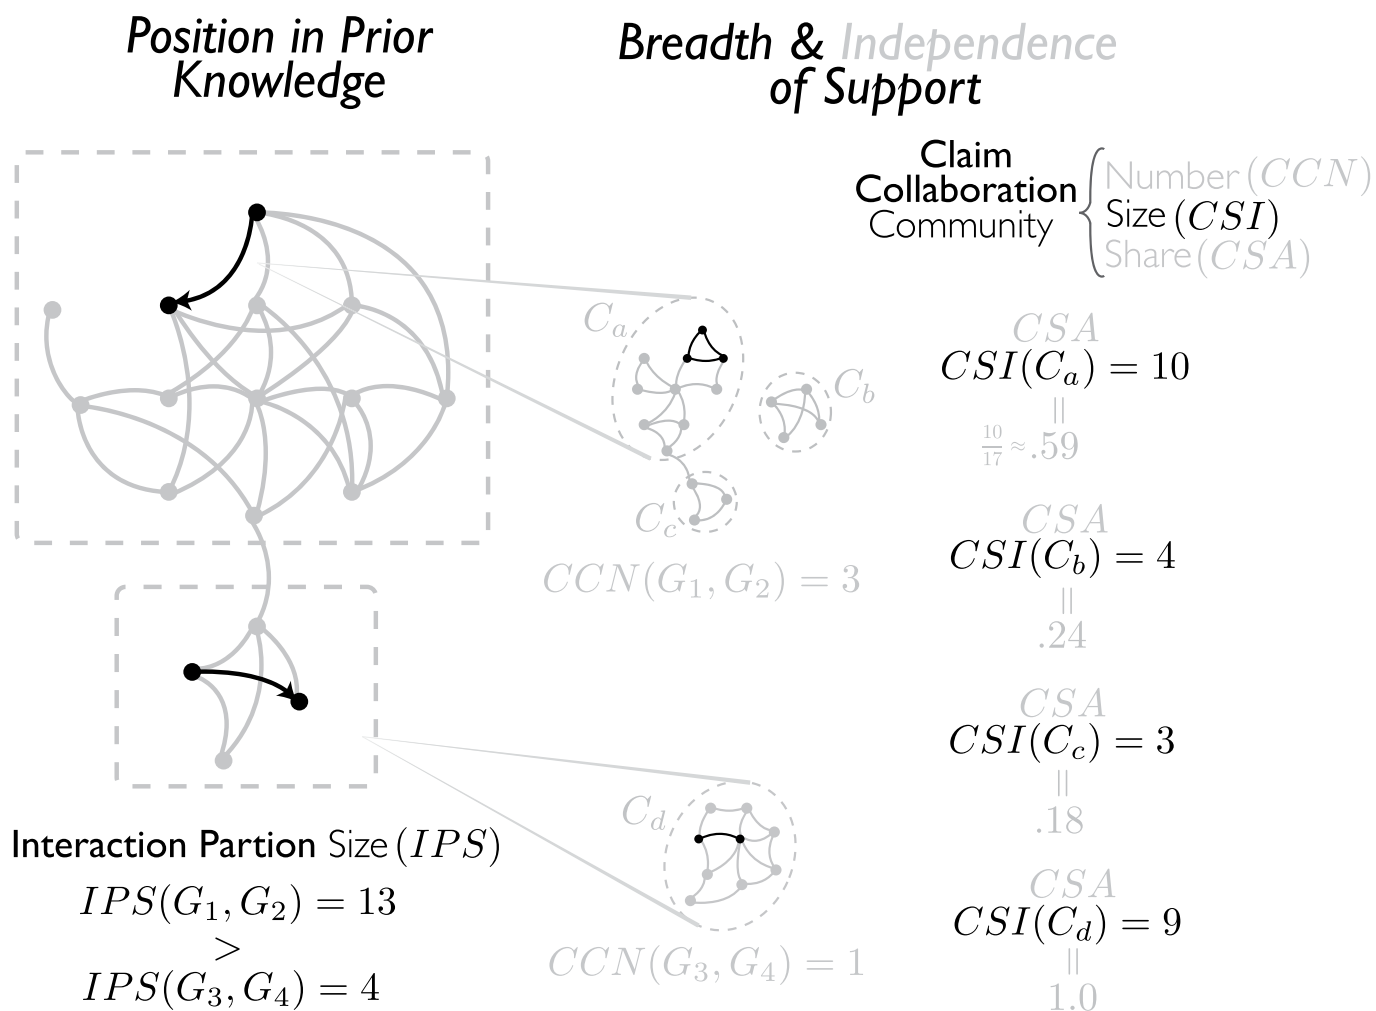 Position in Prior
Knowledge
Breadth & Independence
of Support
Claim
Collaboration
Community
Number (CCN)
Size (CSI)
Share (CSA)
C_a
C_b
C_c
CCN(G_1, G_2) = 3
CSA
CSI(C_a) = 10
||
10/17 ≈ .59
CSA
CSI(C_b) = 4
||
.24
CSA
CSI(C_c) = 3
||
.18
C_d
CCN(G_3, G_4) = 1
CSA
CSI(C_d) = 9
||
1.0
Interaction Partion Size (IPS)
IPS(G_1, G_2) = 13
>
IPS(G_3, G_4) = 4